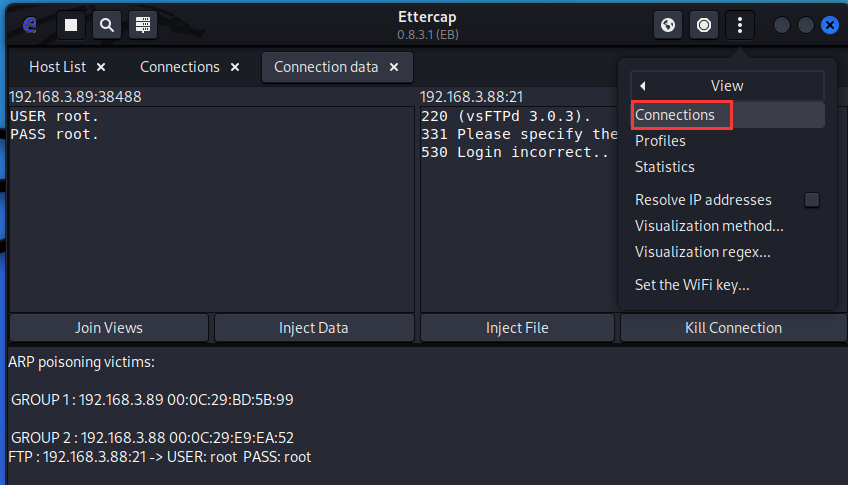 Ettercap
0.8.3.1 (EB)
Host List
Connections
Connection data
View
Connections
Profiles
Statistics
Resolve IP addresses
Visualization method...
Visualization regex...
Set the WiFi key...
192.168.3.89:38488
USER root.
PASS root.
192.168.3.88:21
220 (vsFTPd 3.0.3).
331 Please specify the
530 Login incorrect..
Join Views
Inject Data
Inject File
Kill Connection
ARP poisoning victims:
GROUP 1 : 192.168.3.89 00:0C:29:BD:5B:99
GROUP 2 : 192.168.3.88 00:0C:29:E9:EA:52
FTP : 192.168.3.88:21 -> USER: root PASS: root